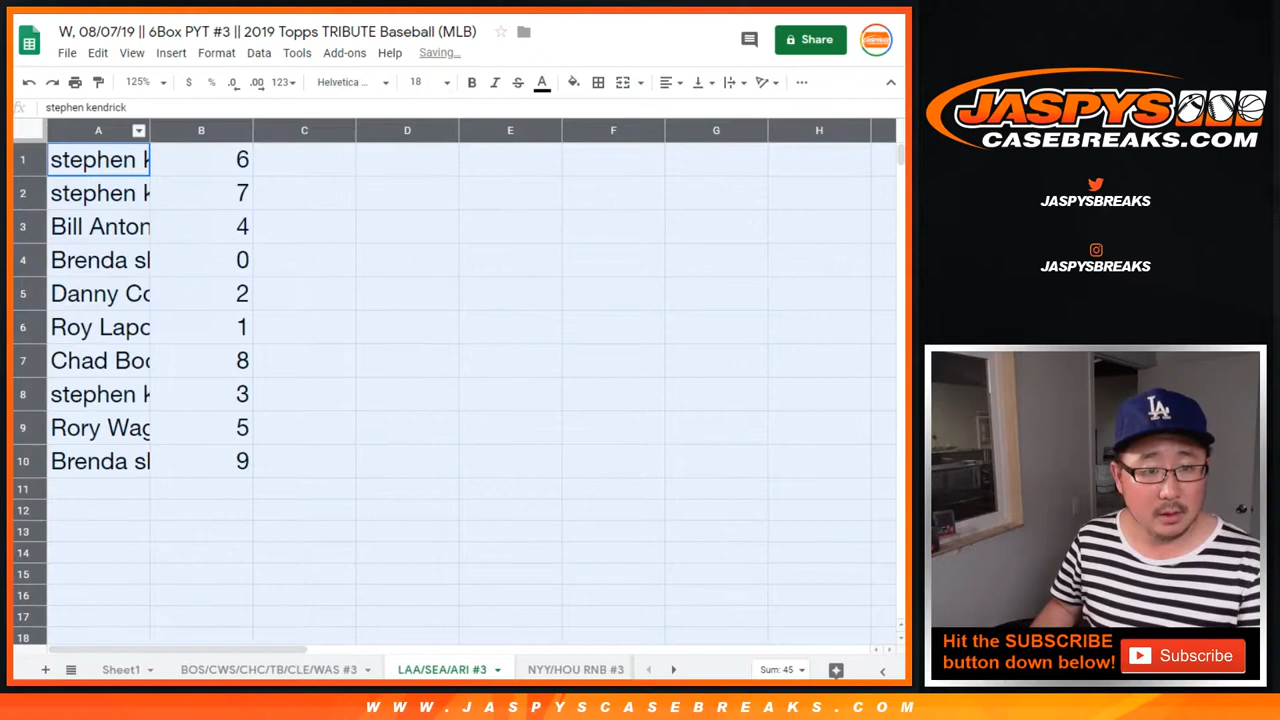 W, 08/07/19 || 6Box PYT #3 || 2019 Topps TRIBUTE Baseball (MLB)
File Edit View Insert Format Data Tools Add-ons Help Saving...
Share
125% $ % .0 .00 123 Helvetica ... 18 B I S A ...
fx stephen kendrick
A B C D E F G H
1 stephen k 6
2 stephen k 7
3 Bill Anton 4
4 Brenda sl 0
5 Danny Co 2
6 Roy Lapo 1
7 Chad Boo 8
8 stephen k 3
9 Rory Wag 5
10 Brenda sl 9
11
12
13
14
15
16
17
18
+ Sheet1 BOS/CWS/CHC/TB/CLE/WAS #3 LAA/SEA/ARI #3 NYY/HOU RNB #3 Sum: 45
JASPYS
CASEBREAKS.COM
JASPYSBREAKS
JASPYSBREAKS
LA
Hit the SUBSCRIBE
button down below!
Subscribe
WWW.JASPYSCASEBREAKS.COM